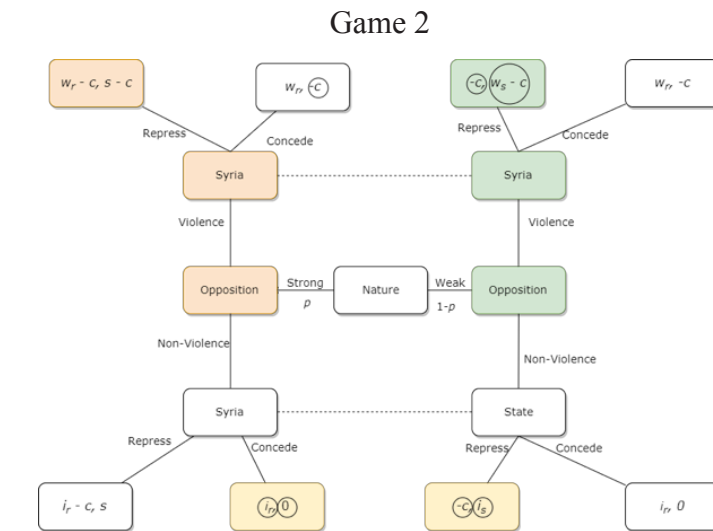 Game 2
w_r - c, s - c
w_r, -c
-c, w_s - c
w_r, -c
Repress
Concede
Repress
Concede
Syria
Syria
Violence
Violence
Opposition
Strong
p
Nature
Weak
1-p
Opposition
Non-Violence
Non-Violence
Syria
State
Repress
Concede
Repress
Concede
i_r - c, s
i_r, 0
-c, i_s
i_r, 0